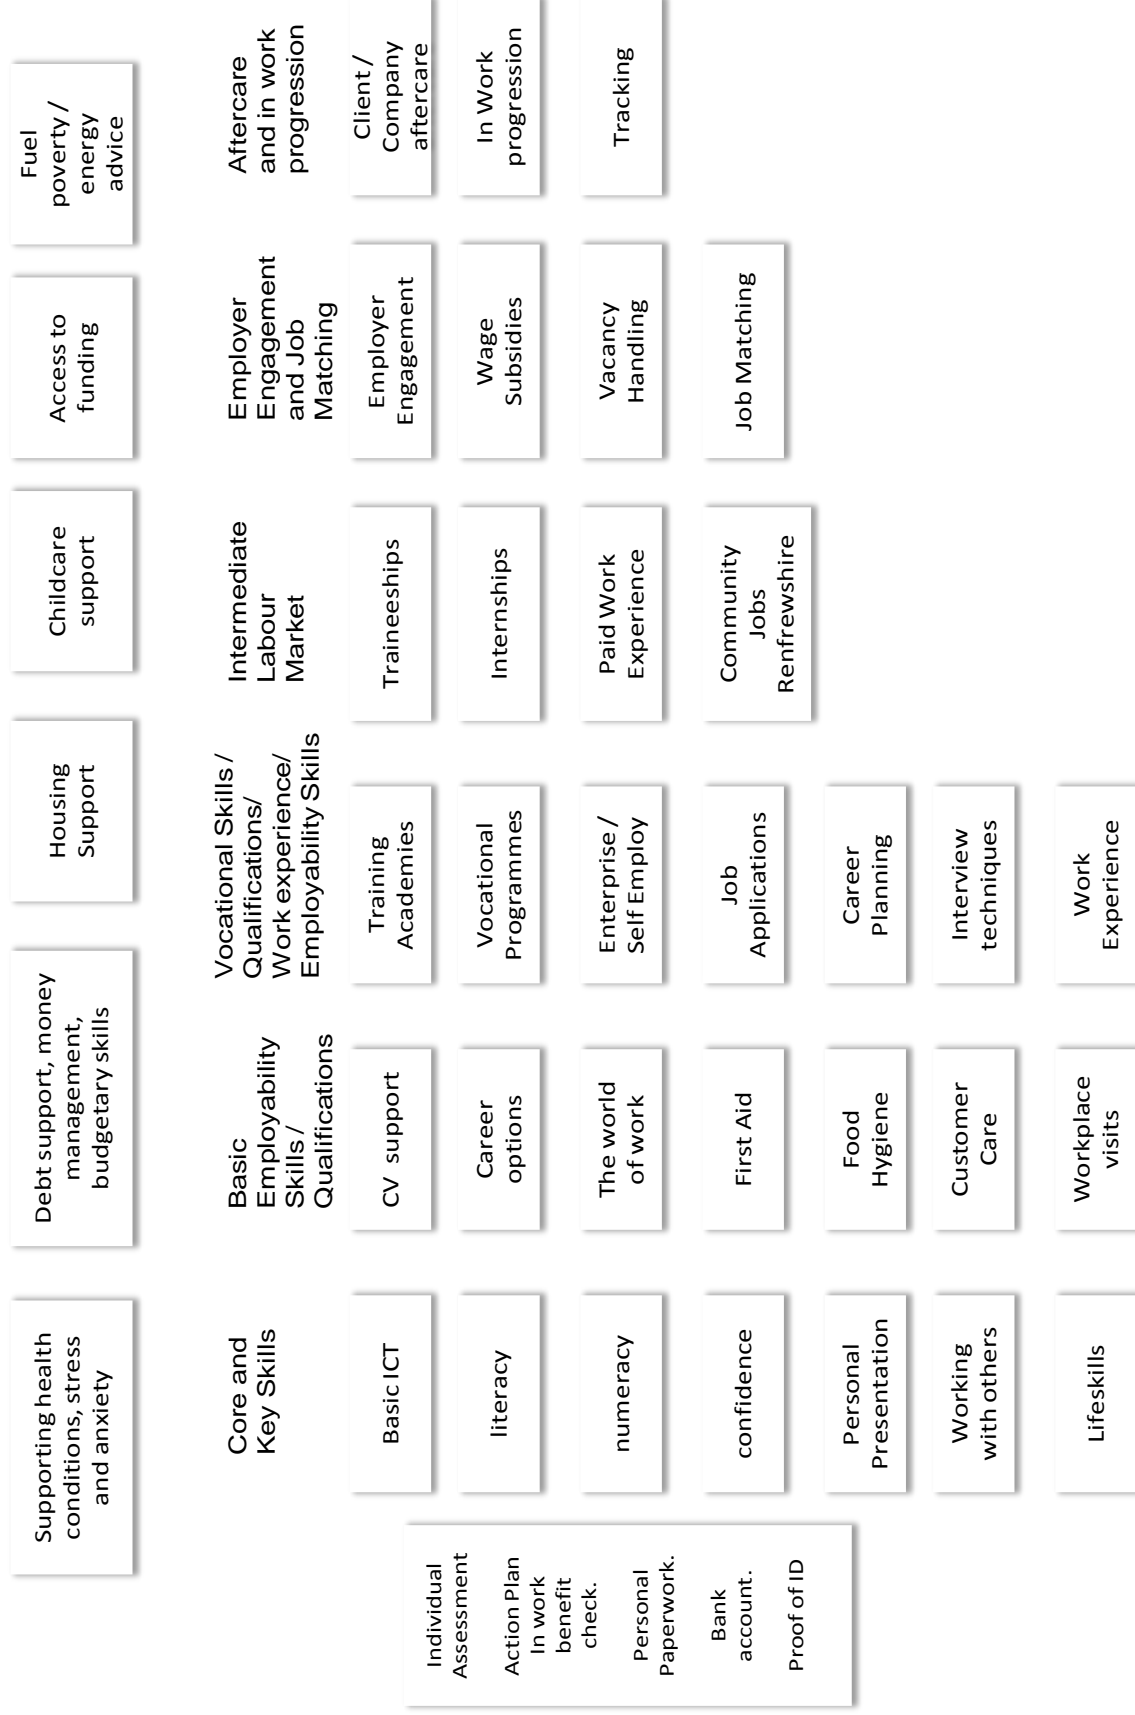 Supporting health
conditions, stress
and anxiety
Debt support, money
management,
budgetary skills
Housing
Support
Childcare
support
Access to
funding
Fuel
poverty /
energy
advice
Individual
Assessment
Action Plan
In work
benefit
check.
Personal
Paperwork.
Bank
account.
Proof of ID
Core and
Key Skills
Basic ICT
literacy
numeracy
confidence
Personal
Presentation
Working
with others
Lifeskills
Basic
Employability
Skills /
Qualifications
CV support
Career
options
The world
of work
First Aid
Food
Hygiene
Customer
Care
Workplace
visits
Vocational Skills /
Qualifications/
Work experience/
Employability Skills
Training
Academies
Vocational
Programmes
Enterprise /
Self Employ
Job
Applications
Career
Planning
Interview
techniques
Work
Experience
Intermediate
Labour
Market
Traineeships
Internships
Paid Work
Experience
Community
Jobs
Renfrewshire
Employer
Engagement
and Job
Matching
Employer
Engagement
Wage
Subsidies
Vacancy
Handling
Job Matching
Aftercare
and in work
progression
Client /
Company
aftercare
In Work
progression
Tracking